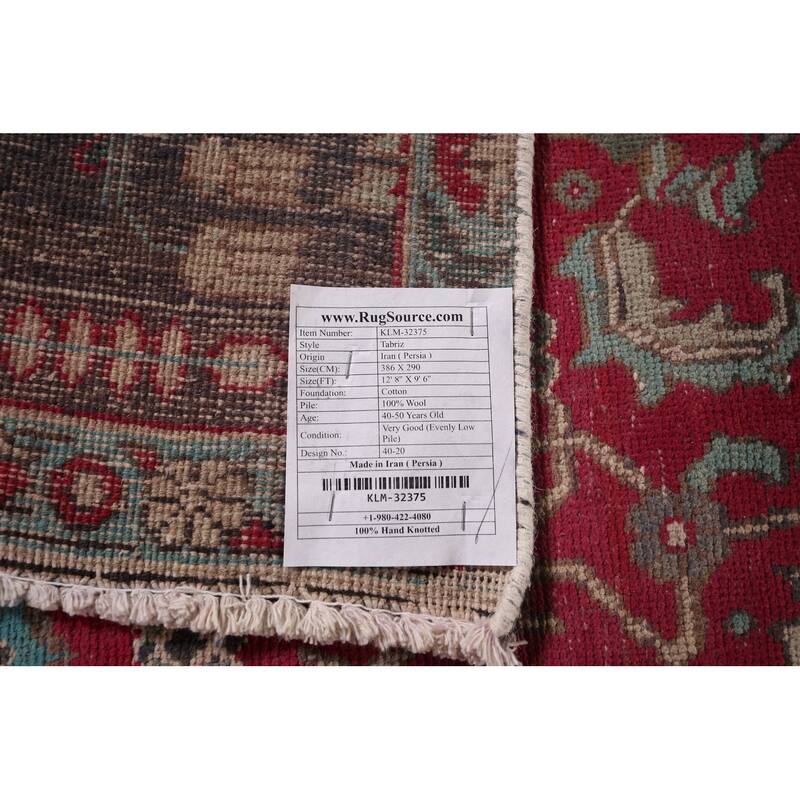 www.RugSource.com
Item Number: KLM-32375
Style Tabriz
Origin Iran ( Persia )
Size(CM): 386 X 290
Size(FT): 12' 8" X 9' 6"
Foundation: Cotton
Pile: 100% Wool
Age: 40-50 Years Old
Condition: Very Good (Evenly Low
Pile)
Design No.: 40-20
Made in Iran ( Persia )
KLM-32375
+1-980-422-4080
100% Hand Knotted